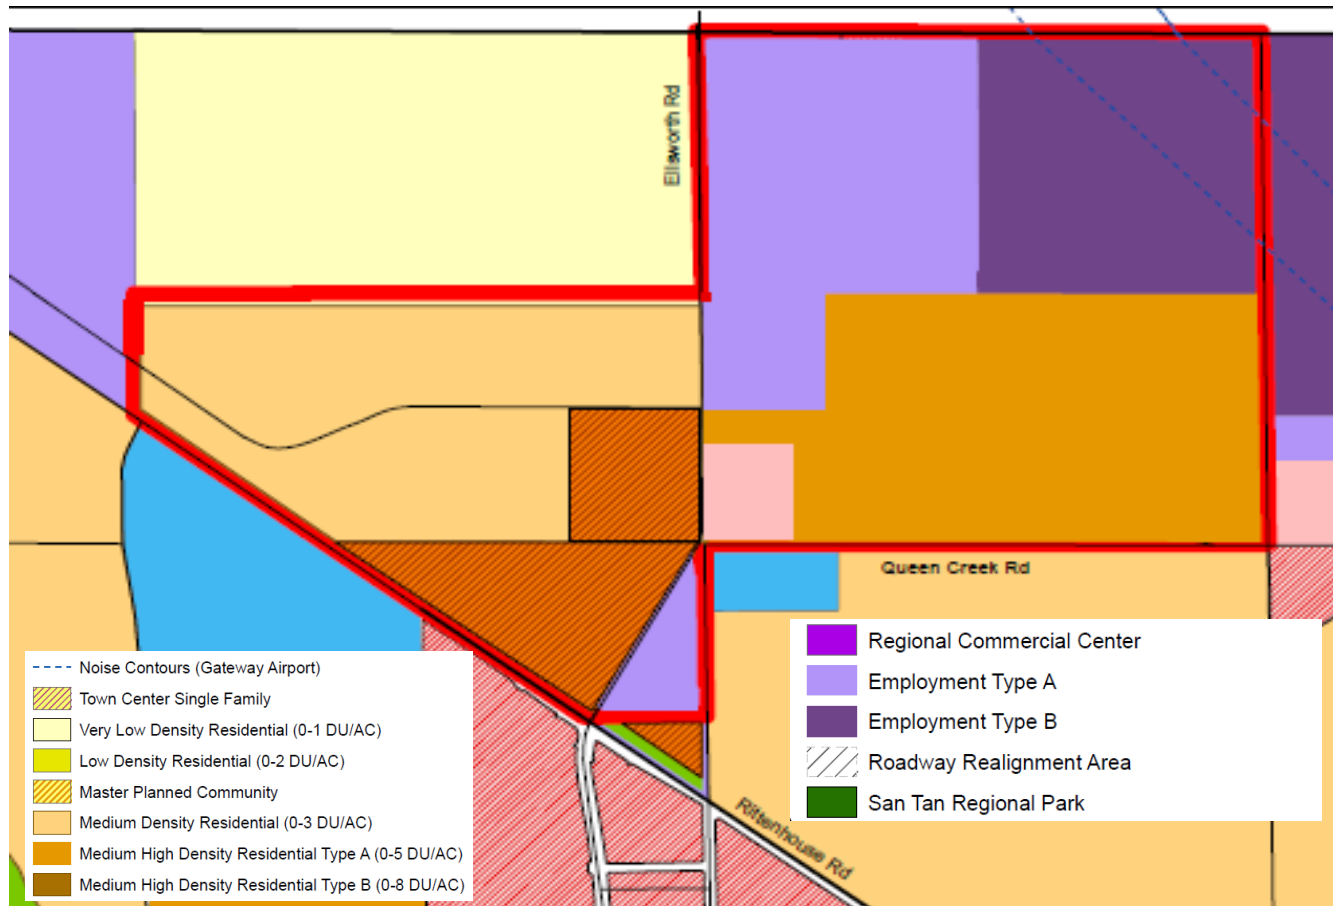 Ellsworth Rd
Queen Creek Rd
Rittenhouse Rd
Noise Contours (Gateway Airport)
Town Center Single Family
Very Low Density Residential (0-1 DU/AC)
Low Density Residential (0-2 DU/AC)
Master Planned Community
Medium Density Residential (0-3 DU/AC)
Medium High Density Residential Type A (0-5 DU/AC)
Medium High Density Residential Type B (0-8 DU/AC)
Regional Commercial Center
Employment Type A
Employment Type B
Roadway Realignment Area
San Tan Regional Park